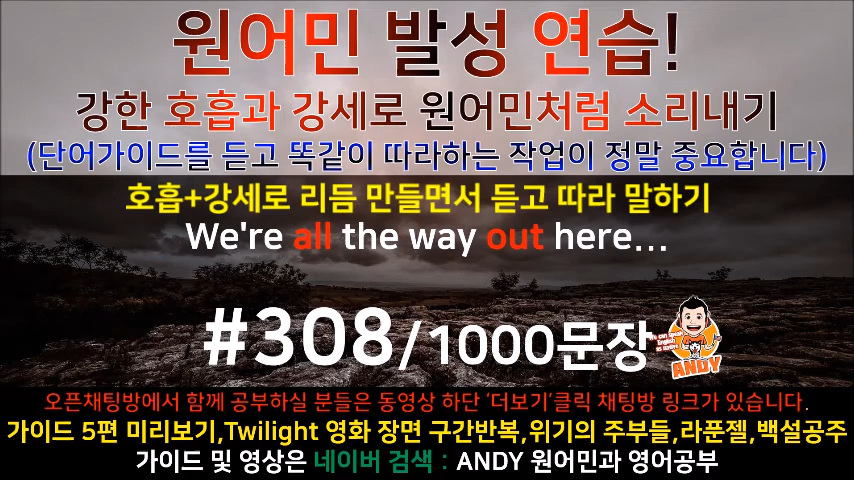 원어민 발성 연습!
강한 호흡과 강세로 원어민처럼 소리내기
(단어가이드를 듣고 똑같이 따라하는 작업이 정말 중요합니다)
호흡+강세로 리듬 만들면서 듣고 따라 말하기
We're all the way out here...
#308/1000문장
We can speak
English
as Native
ANDY
오픈채팅방에서 함께 공부하실 분들은 동영상 하단 '더보기'클릭 채팅방 링크가 있습니다.
가이드 5편 미리보기,Twilight 영화 장면 구간반복,위기의 주부들,라푼젤,백설공주
가이드 및 영상은 네이버 검색 : ANDY 원어민과 영어공부